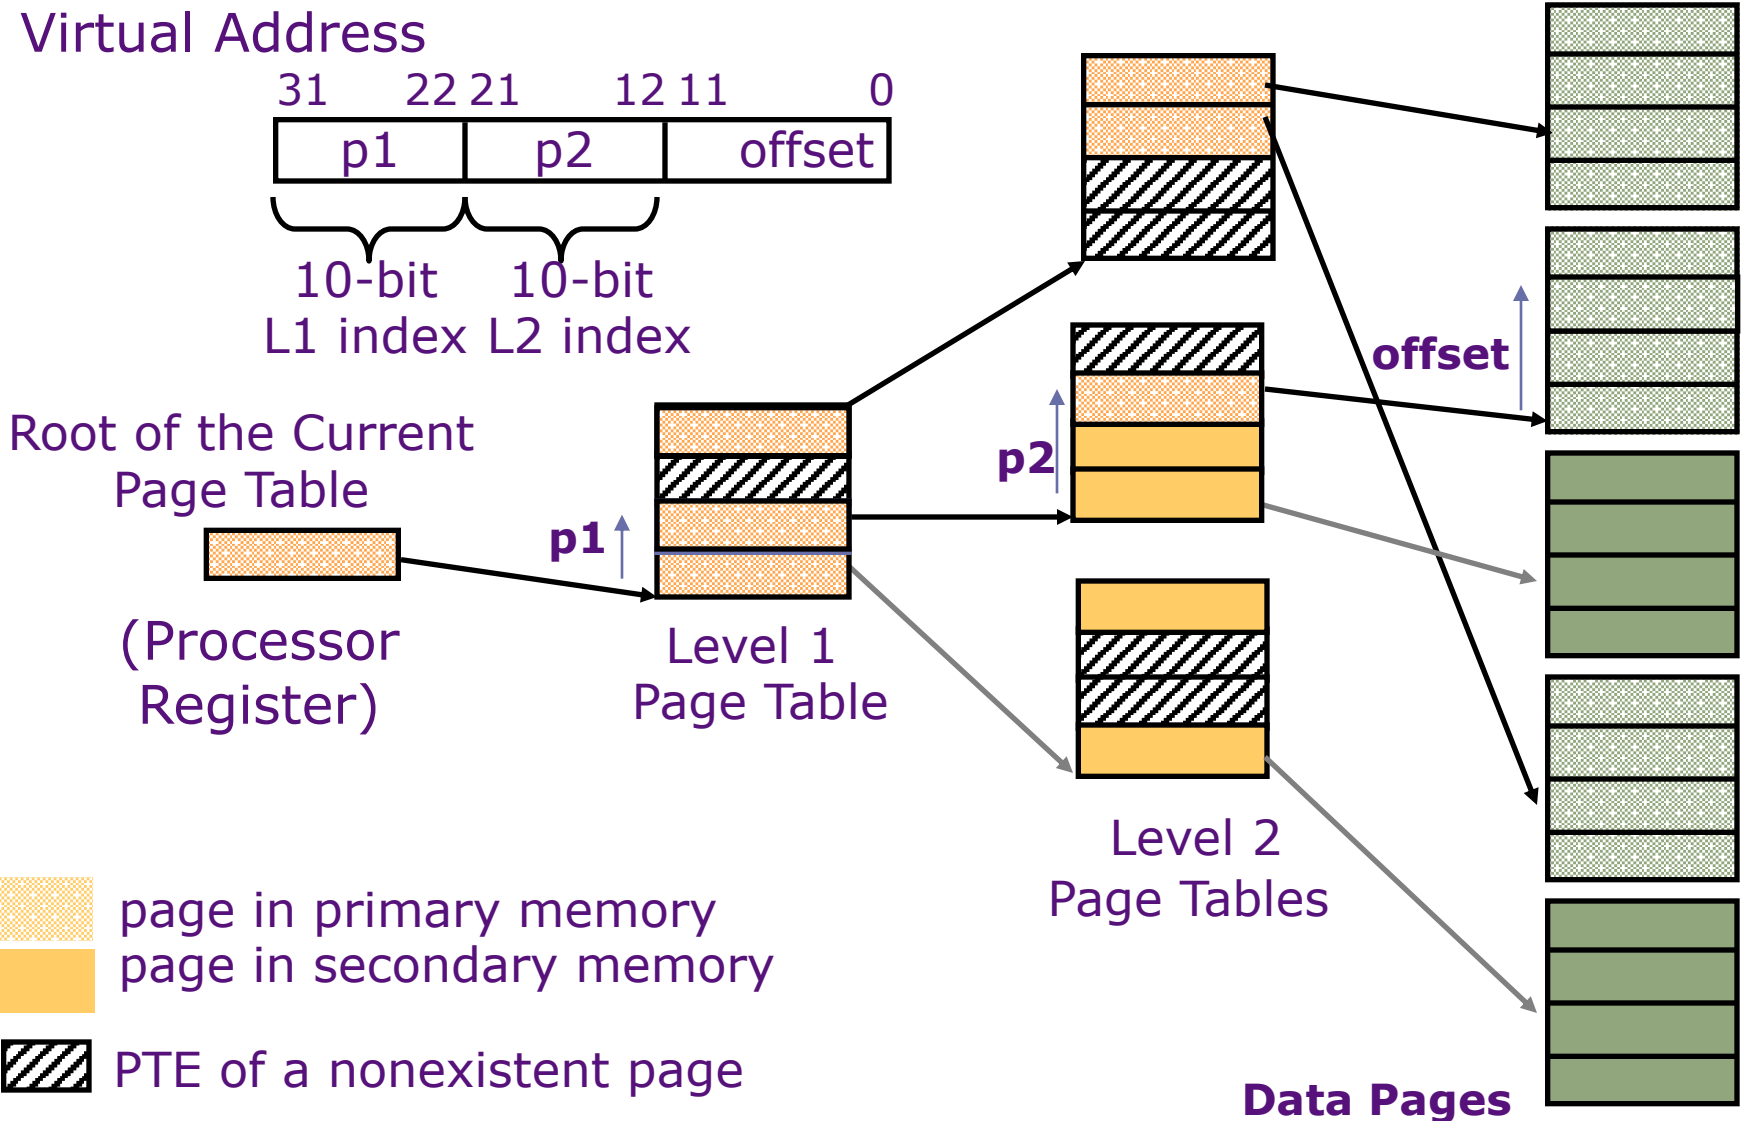 Virtual Address
31 22 21 12 11 0
p1 p2 offset
10-bit 10-bit
L1 index L2 index
Root of the Current
Page Table
(Processor
Register)
p1
Level 1
Page Table
p2
offset
Level 2
Page Tables
page in primary memory
page in secondary memory
PTE of a nonexistent page
Data Pages